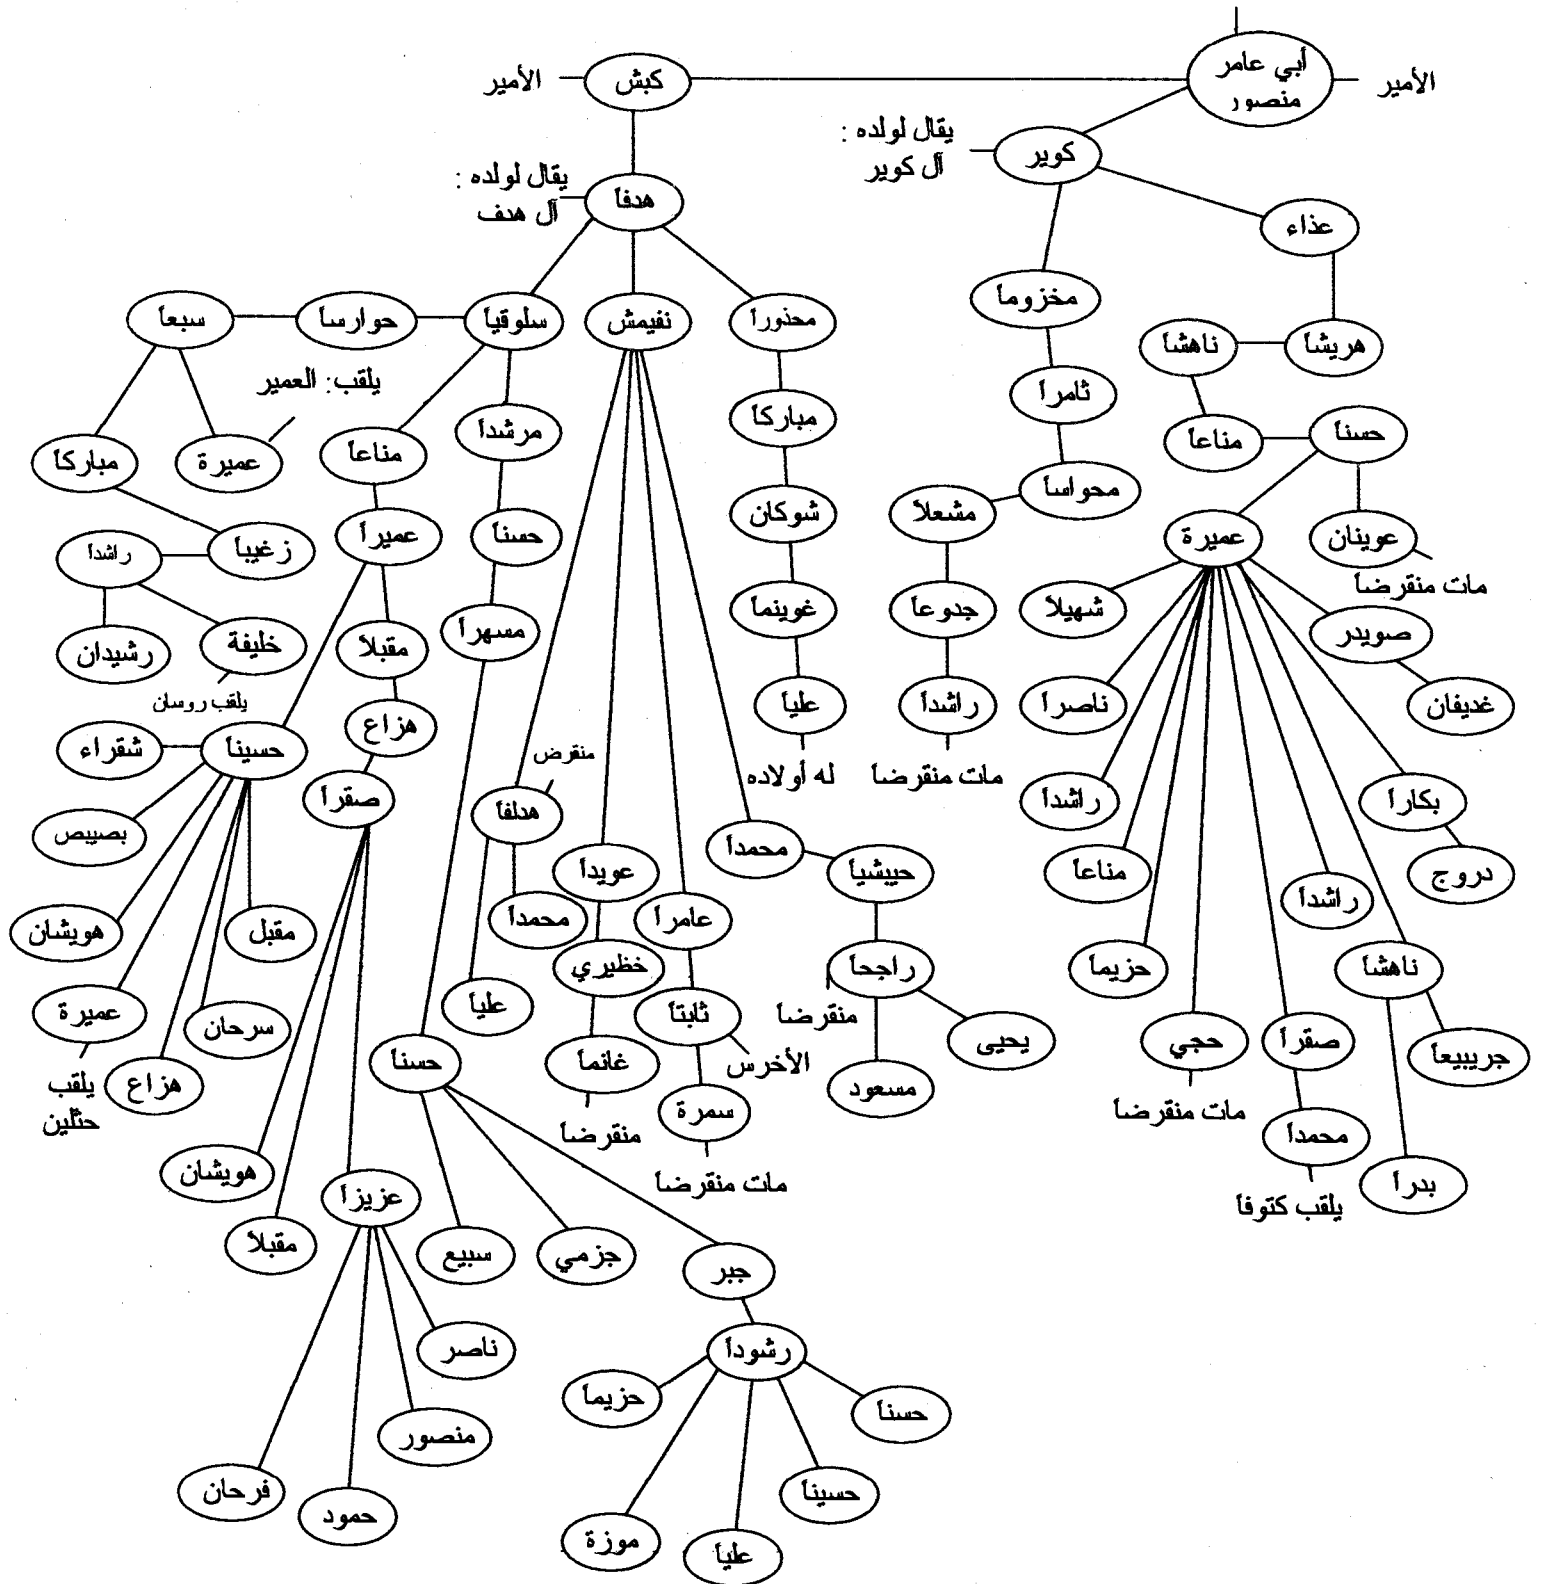 أبي عامر
منصور
الأمير
كبش
الأمير
كوير
يقال لولده :
آل كوير
هدفاً
يقال لولده :
آل هدف
عذاء
هريشاً
ناهشاً
مناعاً
حسناً
عوينان
مات منقرضاً
عميرة
شهيلاً
ناصراً
راشداً
مناعاً
حزيماً
حجي
مات منقرضاً
صقراً
محمداً
يلقب كتوفا
راشداً
ناهشاً
بدراً
جريبيعاً
بكاراً
دروج
صويدر
غديفان
مخزوماً
ثامراً
محواساً
مشعلاً
جدوعاً
راشداً
مات منقرضاً
محذوراً
مباركاً
شوكان
غوينماً
علياً
له أولاده
نفيمش
محمداً
حبيشياً
راجحاً
منقرضاً
يحيى
مسعود
عامراً
ثابتاً
الأخرس
سمرة
مات منقرضاً
عويداً
خظيري
غانماً
منقرضاً
هدلفاً
منقرض
محمداً
علياً
سلوقياً
حوارساً
سبعاً
عميرة
يلقب: العمير
مباركاً
زغيباً
راشداً
رشيدان
خليفة
يلقب روسان
مرشداً
حسناً
مسهراً
حسناً
سبيع
جزمي
جبر
رشوداً
حزيماً
موزة
علياً
حسيناً
حسناً
مناعاً
عميراً
مقبلاً
هزاع
صقراً
هويشان
مقبلاً
عزيزاً
ناصر
منصور
حمود
فرحان
حسيناً
شقراء
بصيبص
هويشان
عميرة
يلقب
حثلين
هزاع
سرحان
مقبل